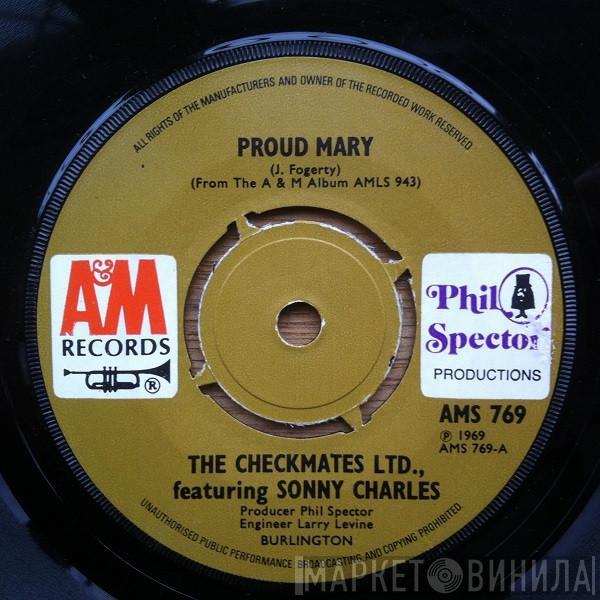 ALL RIGHTS OF THE MANUFACTURERS AND OWNER OF THE RECORDED WORK RESERVED
PROUD MARY
(J. Fogerty)
(From The A & M Album AMLS 943)
A&M
RECORDS
®
Phil
Spector
PRODUCTIONS
AMS 769
℗ 1969
AMS 769-A
THE CHECKMATES LTD.,
featuring SONNY CHARLES
Producer Phil Spector
Engineer Larry Levine
BURLINGTON
UNAUTHORISED PUBLIC PERFORMANCE BROADCASTING AND COPYING PROHIBITED
МАРКЕТ ВИНИЛА